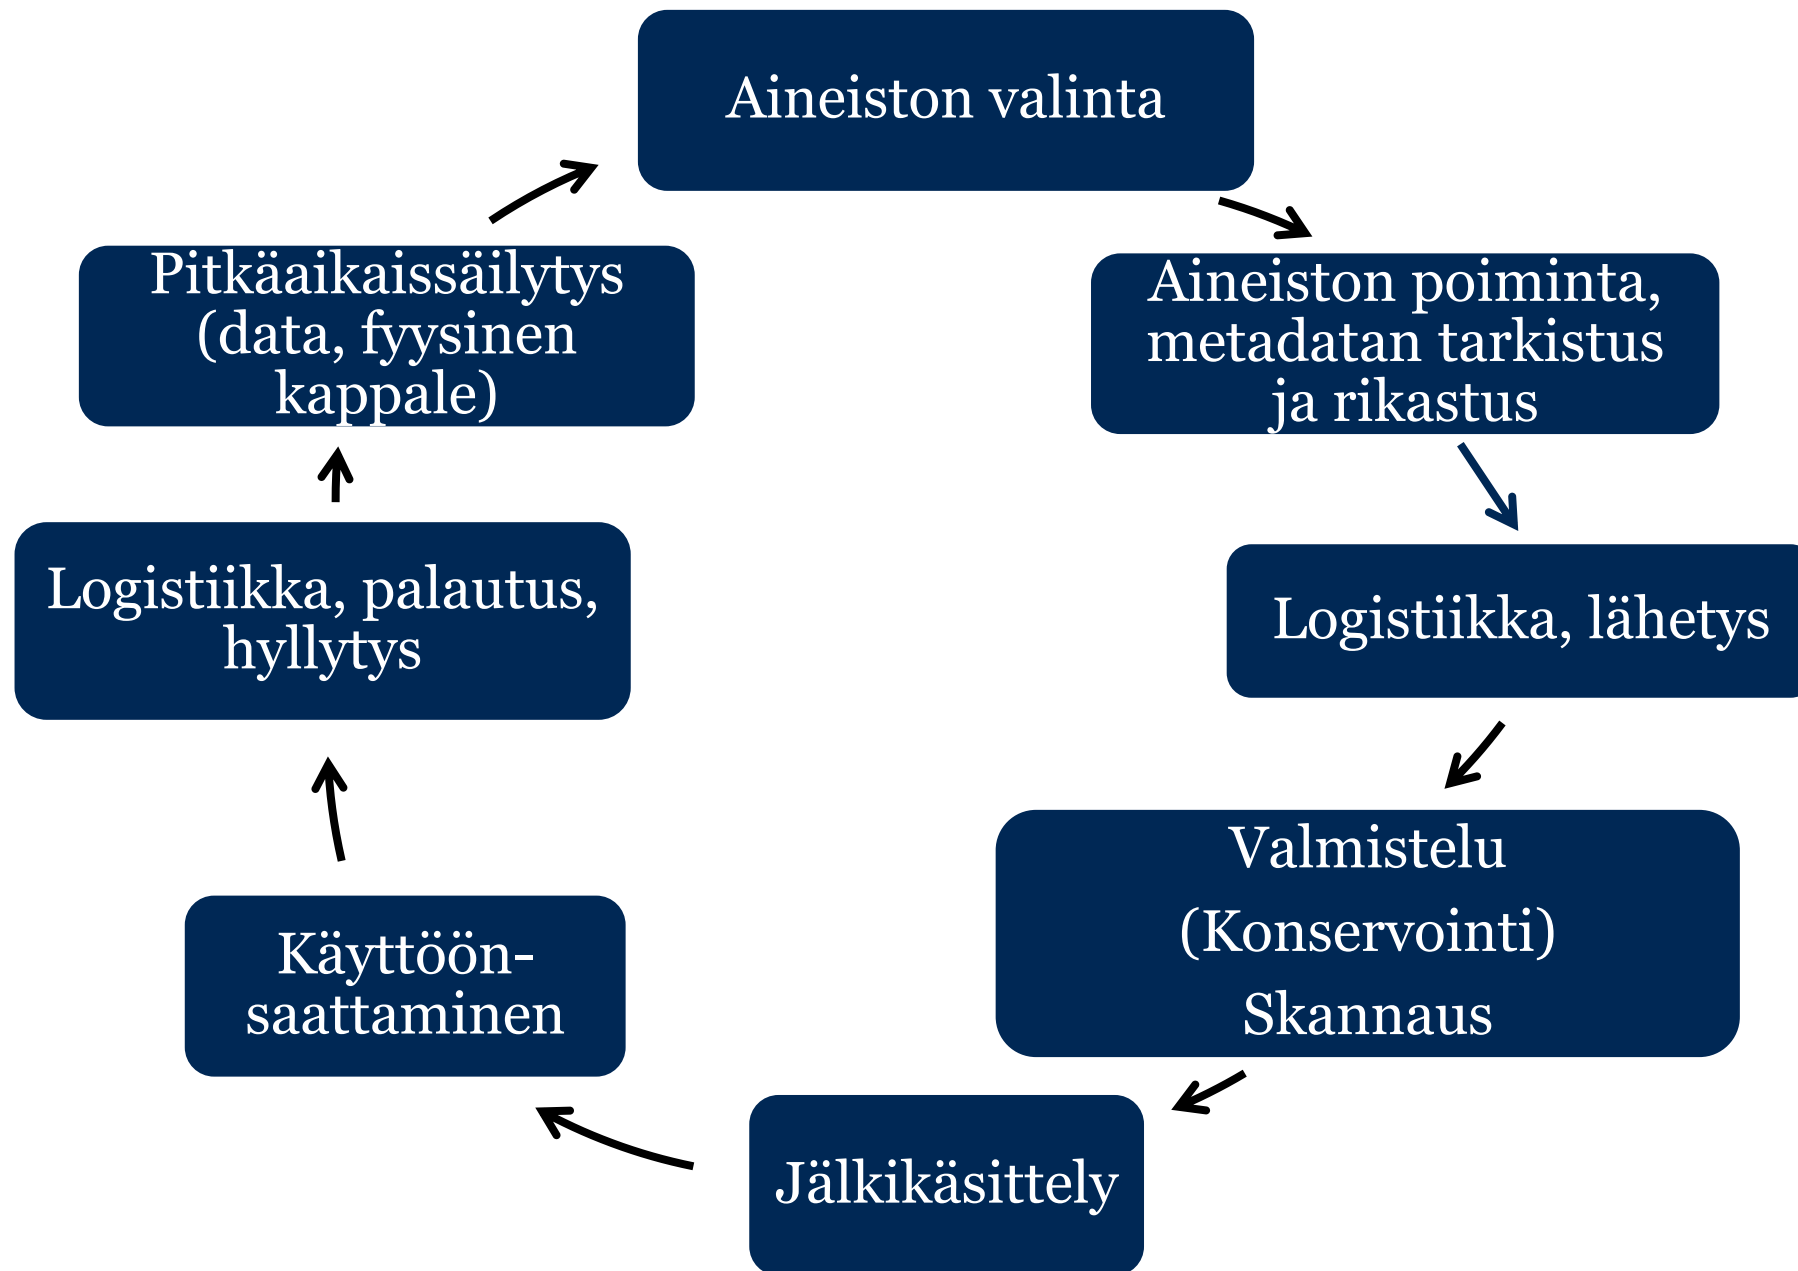 Aineiston valinta
Aineiston poiminta,
metadatan tarkistus
ja rikastus
Logistiikka, lähetys
Valmistelu
(Konservointi)
Skannaus
Jälkikäsittely
Käyttöön-
saattaminen
Logistiikka, palautus,
hyllytys
Pitkäaikaissäilytys
(data, fyysinen
kappale)